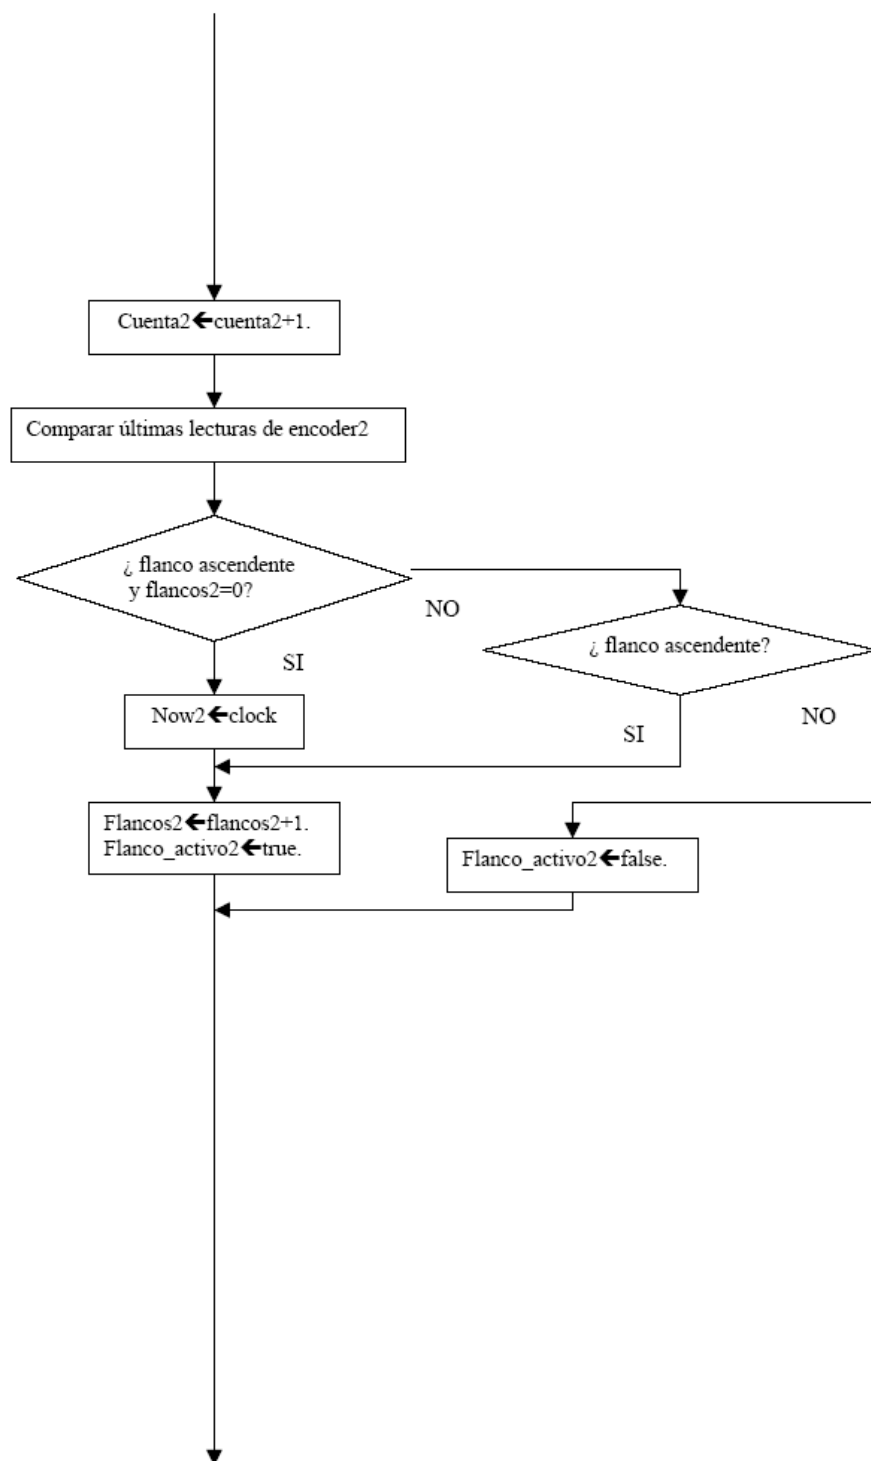 Cuenta2🡸cuenta2+1.
Comparar últimas lecturas de encoder2
¿ flanco ascendente
y flancos2=0?
NO
SI
¿ flanco ascendente?
NO
SI
Now2🡸clock
Flancos2🡸flancos2+1.
Flanco_activo2🡸true.
Flanco_activo2🡸false.